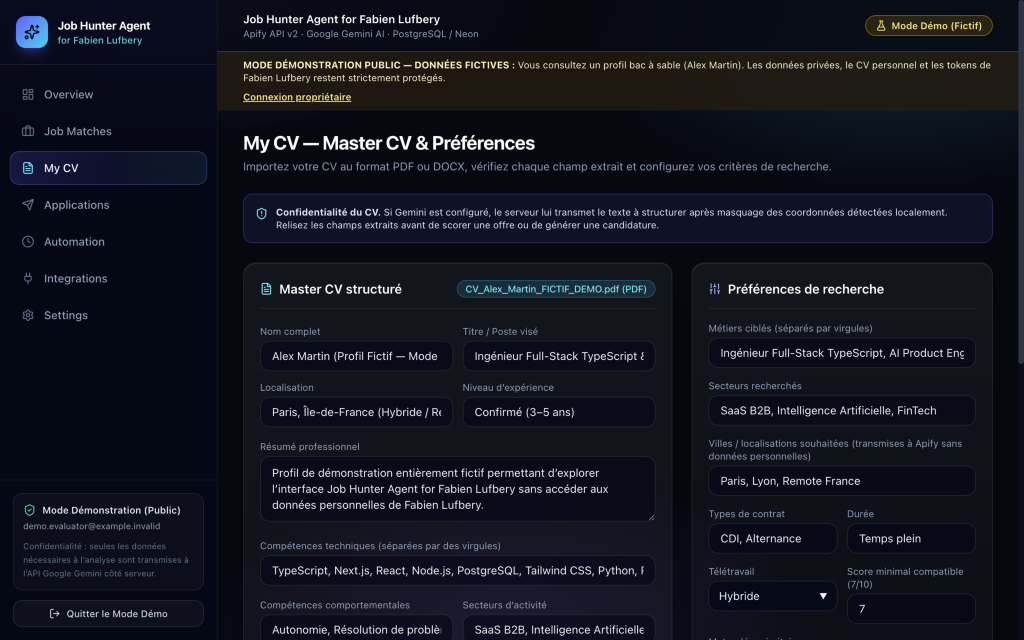 Job Hunter Agent
for Fabien Lufbery
Overview
Job Matches
My CV
Applications
Automation
Integrations
Settings
Mode Démonstration (Public)
demo.evaluator@example.invalid
Confidentialité : seules les données
nécessaires à l'analyse sont transmises à
l'API Google Gemini côté serveur.
Quitter le Mode Démo
Job Hunter Agent for Fabien Lufbery
Apify API v2 · Google Gemini AI · PostgreSQL / Neon
Mode Démo (Fictif)
MODE DÉMONSTRATION PUBLIC — DONNÉES FICTIVES : Vous consultez un profil bac à sable (Alex Martin). Les données privées, le CV personnel et les tokens de
Fabien Lufbery restent strictement protégés.
Connexion propriétaire
My CV — Master CV & Préférences
Importez votre CV au format PDF ou DOCX, vérifiez chaque champ extrait et configurez vos critères de recherche.
Confidentialité du CV. Si Gemini est configuré, le serveur lui transmet le texte à structurer après masquage des coordonnées détectées localement.
Relisez les champs extraits avant de scorer une offre ou de générer une candidature.
Master CV structuré
CV_Alex_Martin_FICTIF_DEMO.pdf (PDF)
Nom complet
Titre / Poste visé
Alex Martin (Profil Fictif — Mode
Ingénieur Full-Stack TypeScript &
Localisation
Niveau d'expérience
Paris, Île-de-France (Hybride / Re
Confirmé (3–5 ans)
Résumé professionnel
Profil de démonstration entièrement fictif permettant d'explorer
l'interface Job Hunter Agent for Fabien Lufbery sans accéder aux
données personnelles de Fabien Lufbery.
Compétences techniques (séparées par des virgules)
TypeScript, Next.js, React, Node.js, PostgreSQL, Tailwind CSS, Python,
Compétences comportementales
Secteurs d'activité
Autonomie, Résolution de problè
SaaS B2B, Intelligence Artificielle
Préférences de recherche
Métiers ciblés (séparés par virgules)
Ingénieur Full-Stack TypeScript, AI Product Eng
Secteurs recherchés
SaaS B2B, Intelligence Artificielle, FinTech
Villes / localisations souhaitées (transmises à Apify sans
données personnelles)
Paris, Lyon, Remote France
Types de contrat
Durée
CDI, Alternance
Temps plein
Télétravail
Score minimal compatible
(7/10)
Hybride
7